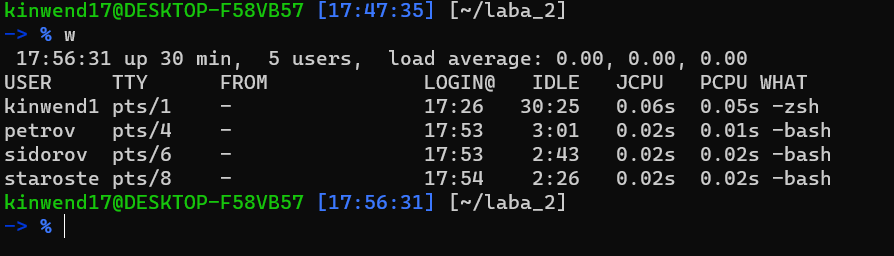 kinwend17@DESKTOP-F58VB57 [17:47:35] [~/laba_2]
-> % w
 17:56:31 up 30 min,  5 users,  load average: 0.00, 0.00, 0.00
USER     TTY      FROM             LOGIN@   IDLE   JCPU   PCPU WHAT
kinwend1 pts/1    -                17:26   30:25   0.06s  0.05s -zsh
petrov   pts/4    -                17:53    3:01   0.02s  0.01s -bash
sidorov  pts/6    -                17:53    2:43   0.02s  0.02s -bash
staroste pts/8    -                17:54    2:26   0.02s  0.02s -bash
kinwend17@DESKTOP-F58VB57 [17:56:31] [~/laba_2]
-> %